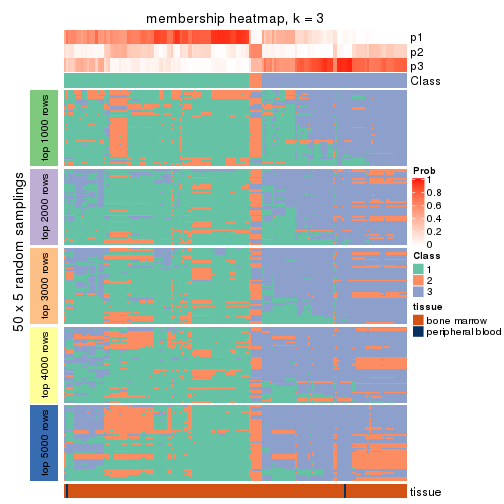 membership heatmap, k = 3
p1
p2
p3
Class
50 x 5 random samplings
top 1000 rows
top 2000 rows
top 3000 rows
top 4000 rows
top 5000 rows
Prob
1
0.8
0.6
0.4
0.2
0
Class
1
2
3
tissue
bone marrow
peripheral blood
tissue